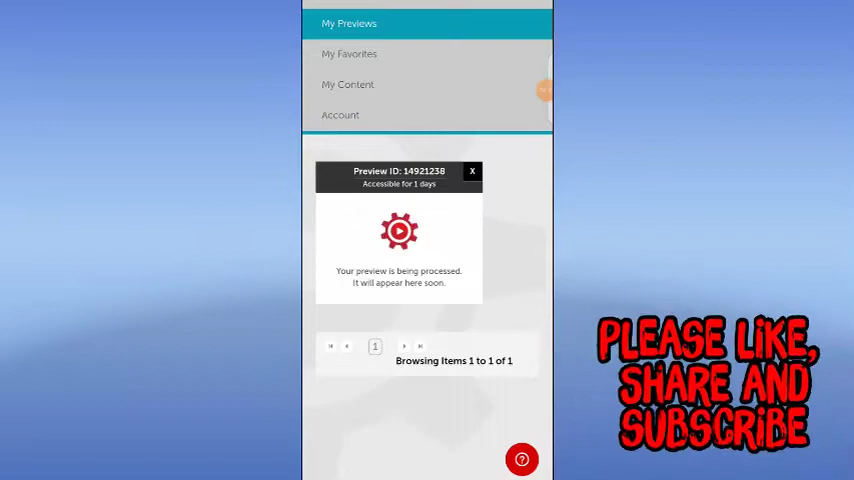 My Previews
My Favorites
My Content
Account
Preview ID: 14921238
X
Accessible for 1 days
Your preview is being processed.
It will appear here soon.
1
Browsing Items 1 to 1 of 1
?
PLEASE LIKE,
SHARE AND
SUBSCRIBE